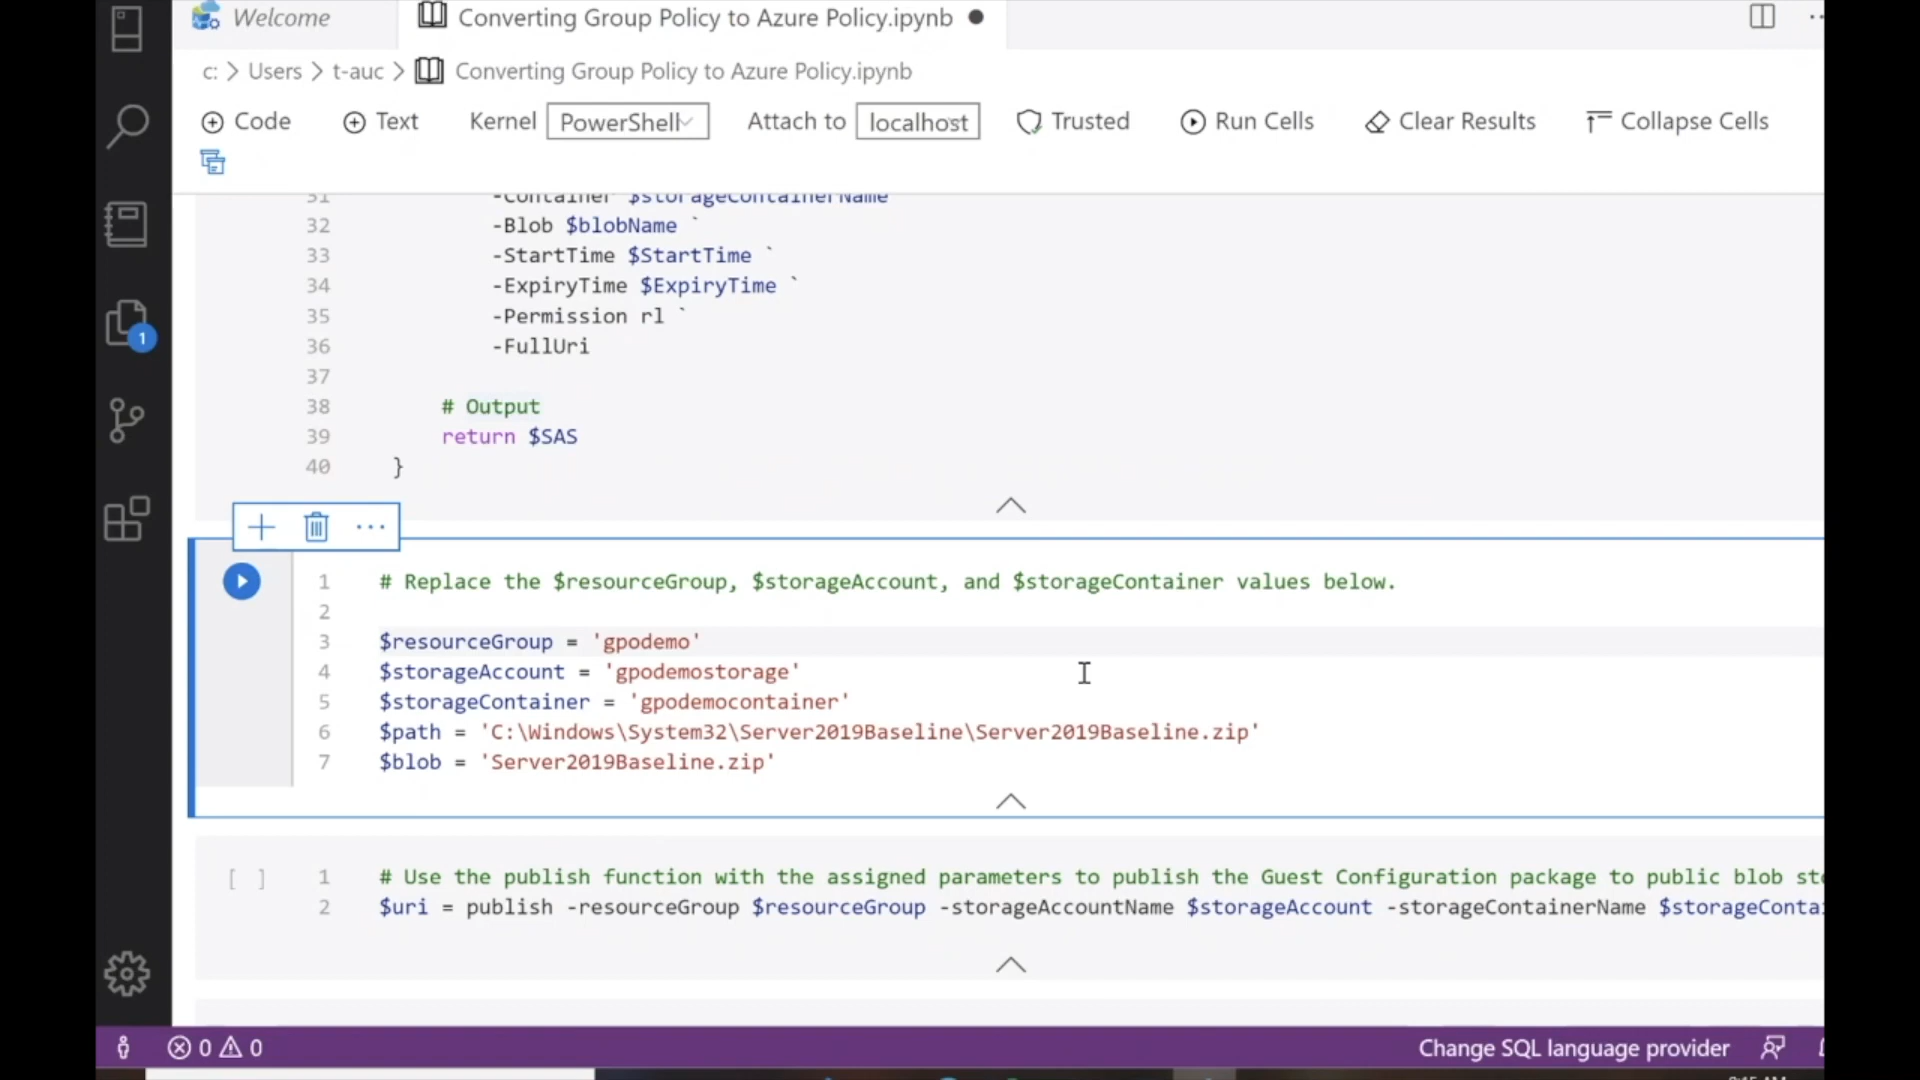 Welcome
Converting Group Policy to Azure Policy.ipynb
c: > Users > t-auc > Converting Group Policy to Azure Policy.ipynb
Code Text Kernel PowerShell Attach to localhost Trusted Run Cells Clear Results Collapse Cells
31 -Container $storageContainerName
32 -Blob $blobName `
33 -StartTime $StartTime `
34 -ExpiryTime $ExpiryTime `
35 -Permission rl `
36 -FullUri
37
38 # Output
39 return $SAS
40 }
1 # Replace the $resourceGroup, $storageAccount, and $storageContainer values below.
2
3 $resourceGroup = 'gpodemo'
4 $storageAccount = 'gpodemostorage'
5 $storageContainer = 'gpodemocontainer'
6 $path = 'C:\Windows\System32\Server2019Baseline\Server2019Baseline.zip'
7 $blob = 'Server2019Baseline.zip'
[ ] 1 # Use the publish function with the assigned parameters to publish the Guest Configuration package to public blob
2 $uri = publish -resourceGroup $resourceGroup -storageAccountName $storageAccount -storageContainerName
1
0 0 Change SQL language provider